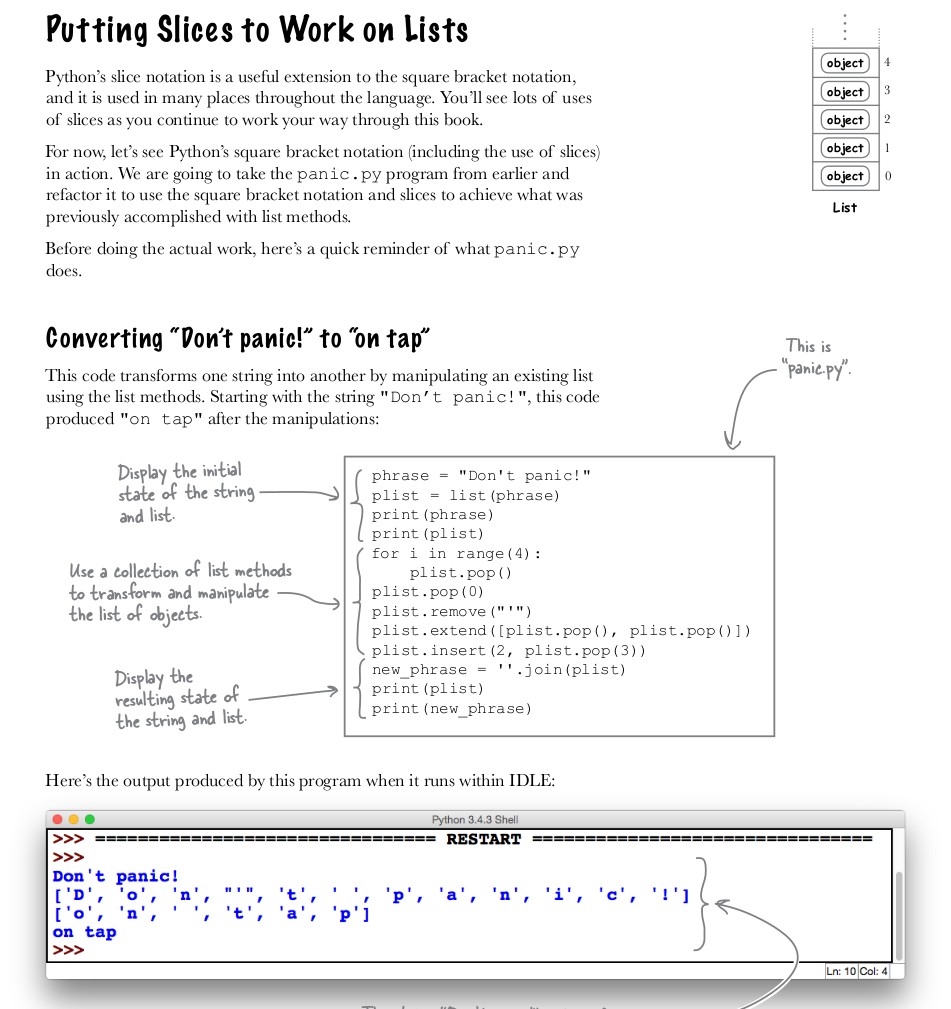 Putting Slices to Work on Lists
Python's slice notation is a useful extension to the square bracket notation,
and it is used in many places throughout the language. You'll see lots of uses
of slices as you continue to work your way through this book.
For now, let's see Python's square bracket notation (including the use of slices)
in action. We are going to take the panic.py program from earlier and
refactor it to use the square bracket notation and slices to achieve what was
previously accomplished with list methods.
Before doing the actual work, here's a quick reminder of what panic.py
does.
object 4
object 3
object 2
object 1
object 0
List
Converting "Don't panic!" to "on tap"
This code transforms one string into another by manipulating an existing list
using the list methods. Starting with the string "Don't panic!", this code
produced "on tap" after the manipulations:
This is
"panic.py".
Display the initial
state of the string
and list.
Use a collection of list methods
to transform and manipulate
the list of objects.
Display the
resulting state of
the string and list.
phrase = "Don't panic!"
plist = list(phrase)
print(phrase)
print(plist)
for i in range(4):
    plist.pop()
plist.pop(0)
plist.remove("'")
plist.extend([plist.pop(), plist.pop()])
plist.insert(2, plist.pop(3))
new_phrase = ''.join(plist)
print(plist)
print(new_phrase)
Here's the output produced by this program when it runs within IDLE:
Python 3.4.3 Shell
>>> ================================ RESTART ================================
>>>
Don't panic!
['D', 'o', 'n', "'", 't', ' ', 'p', 'a', 'n', 'i', 'c', '!']
['o', 'n', ' ', 't', 'a', 'p']
on tap
>>>
Ln: 10 Col: 4